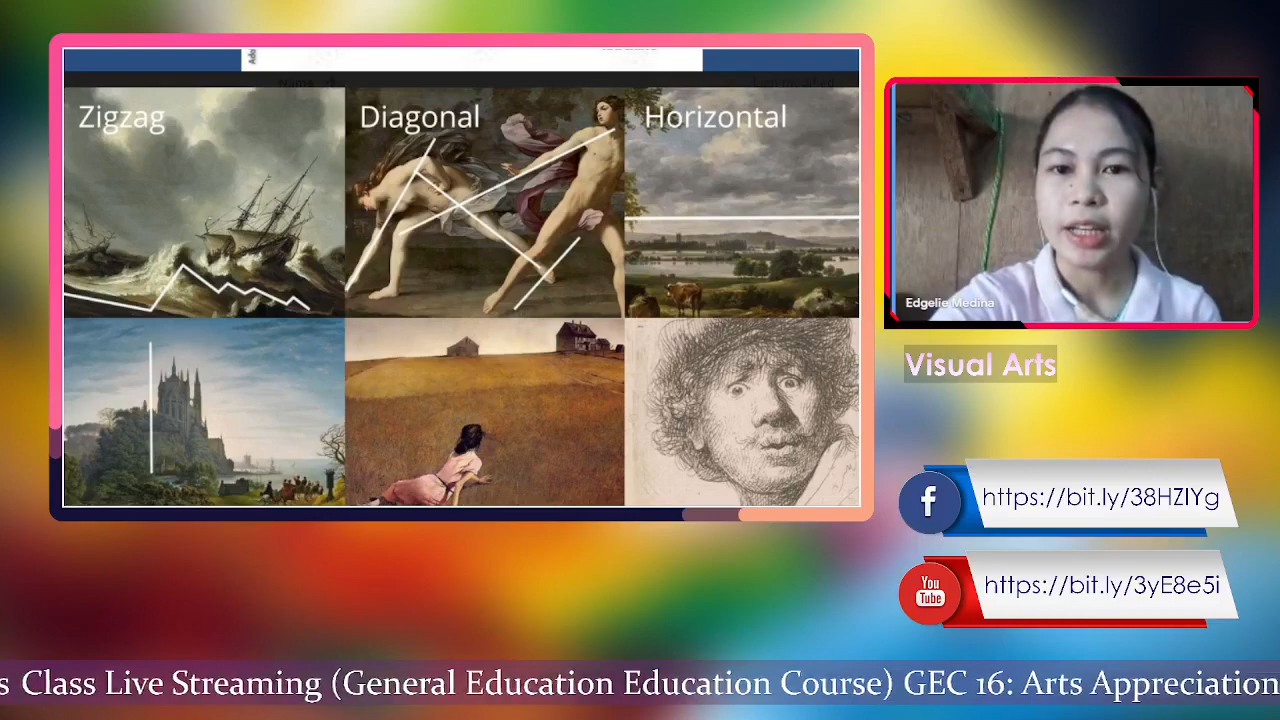 Zigzag
Diagonal
Horizontal
Edgelie Medina
Visual Arts
f
https://bit.ly/38HZIYg
You
Tube
https://bit.ly/3yE8e5i
s Class Live Streaming (General Education Education Course) GEC 16: Arts Appreciation